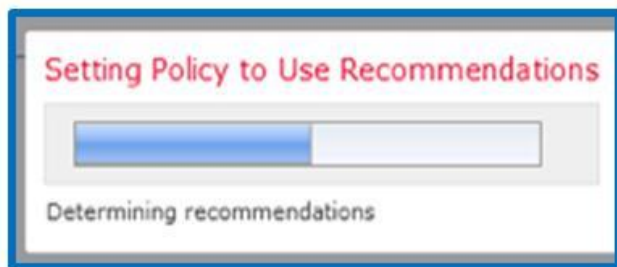 Setting Policy to Use Recommendations
Determining recommendations